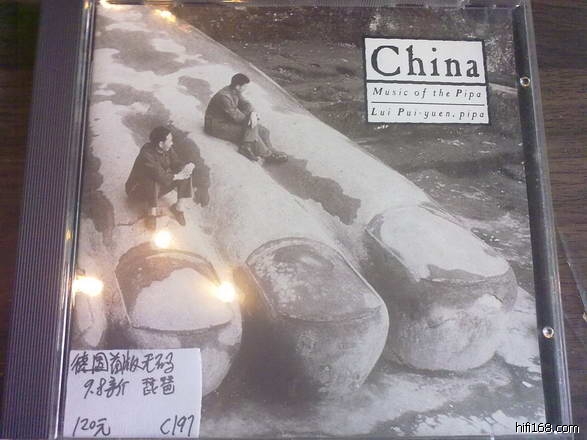 China
Music of the Pipa
Lui Pui-yuen, pipa
德国首版无码
9.8新 琵琶
120元 C197
hifi168.com